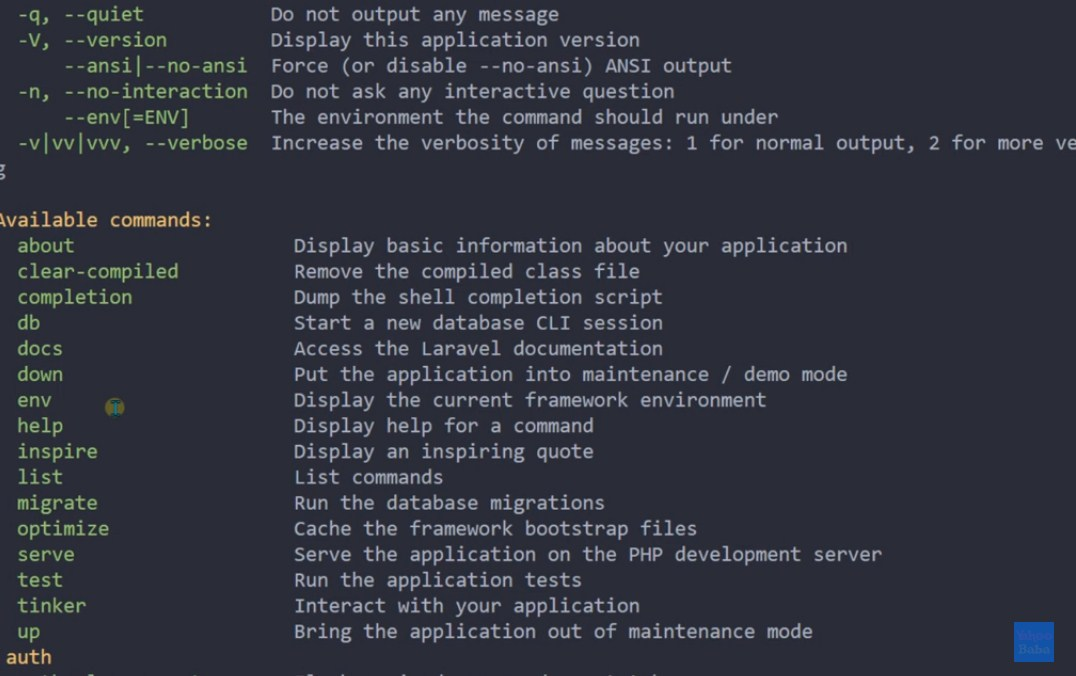 -q, --quiet Do not output any message
-V, --version Display this application version
--ansi|--no-ansi Force (or disable --no-ansi) ANSI output
-n, --no-interaction Do not ask any interactive question
--env[=ENV] The environment the command should run under
-v|vv|vvv, --verbose Increase the verbosity of messages: 1 for normal output, 2 for more ve
g
Available commands:
about Display basic information about your application
clear-compiled Remove the compiled class file
completion Dump the shell completion script
db Start a new database CLI session
docs Access the Laravel documentation
down Put the application into maintenance / demo mode
env Display the current framework environment
help Display help for a command
inspire Display an inspiring quote
list List commands
migrate Run the database migrations
optimize Cache the framework bootstrap files
serve Serve the application on the PHP development server
test Run the application tests
tinker Interact with your application
up Bring the application out of maintenance mode
auth
Baba